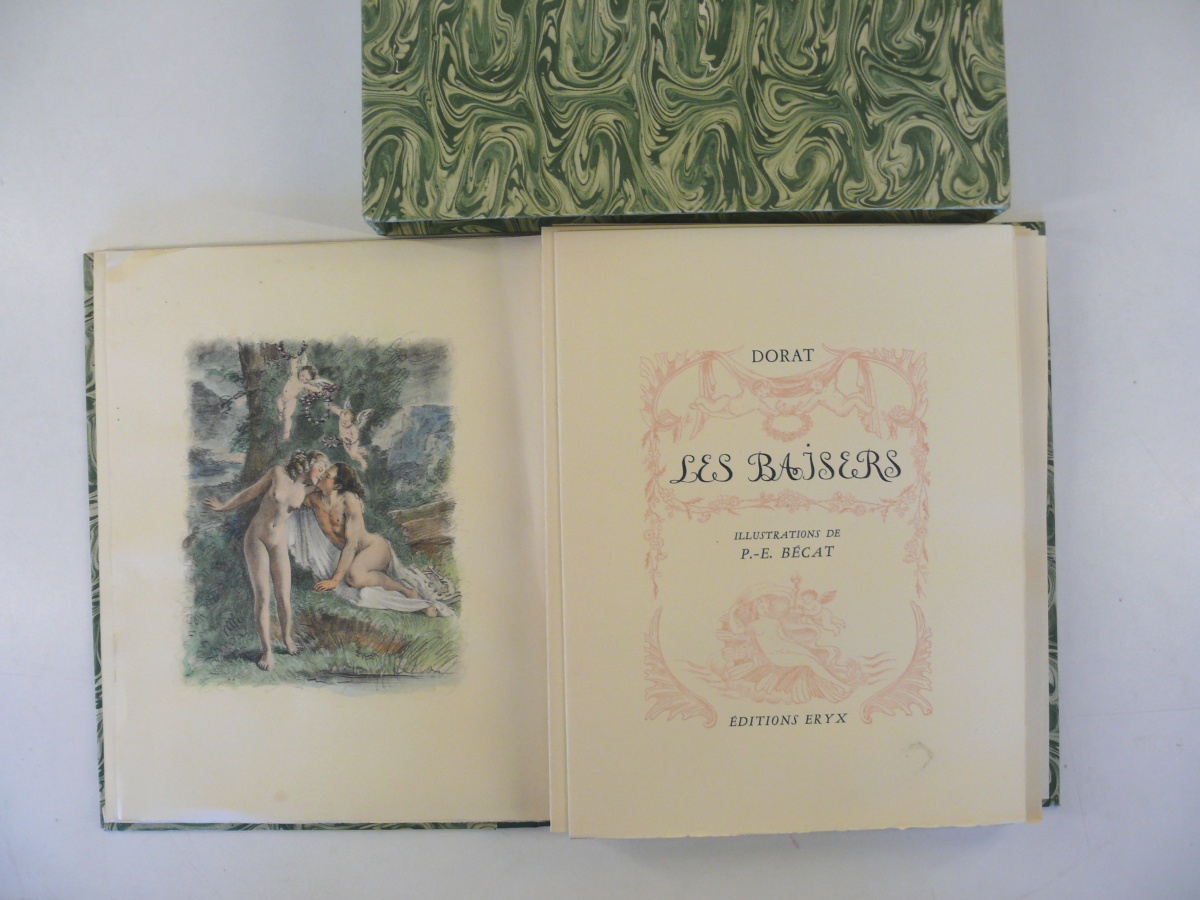 DORAT
LES BAISERS
ILLUSTRATIONS DE
P.-E. BÉCAT
ÉDITIONS ERYX